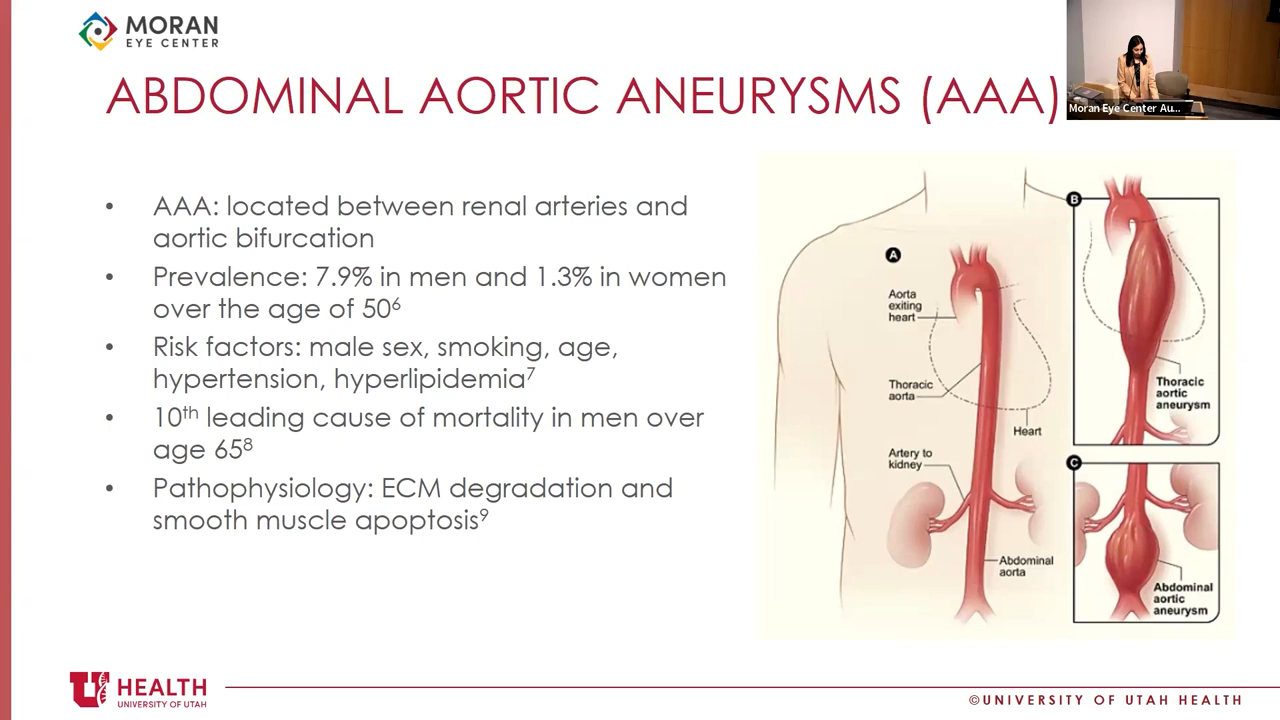 MORAN
EYE CENTER
ABDOMINAL AORTIC ANEURYSMS (AAA)
Moran Eye Center Au...
• AAA: located between renal arteries and
aortic bifurcation
• Prevalence: 7.9% in men and 1.3% in women
over the age of 50⁶
• Risk factors: male sex, smoking, age,
hypertension, hyperlipidemia⁷
• 10th leading cause of mortality in men over
age 65⁸
• Pathophysiology: ECM degradation and
smooth muscle apoptosis⁹
A
Aorta
exiting
heart
Thoracic
aorta
Heart
Artery to
kidney
Abdominal
aorta
B
Thoracic
aortic
aneurysm
C
Abdominal
aortic
aneurysm
U HEALTH
UNIVERSITY OF UTAH
©UNIVERSITY OF UTAH HEALTH